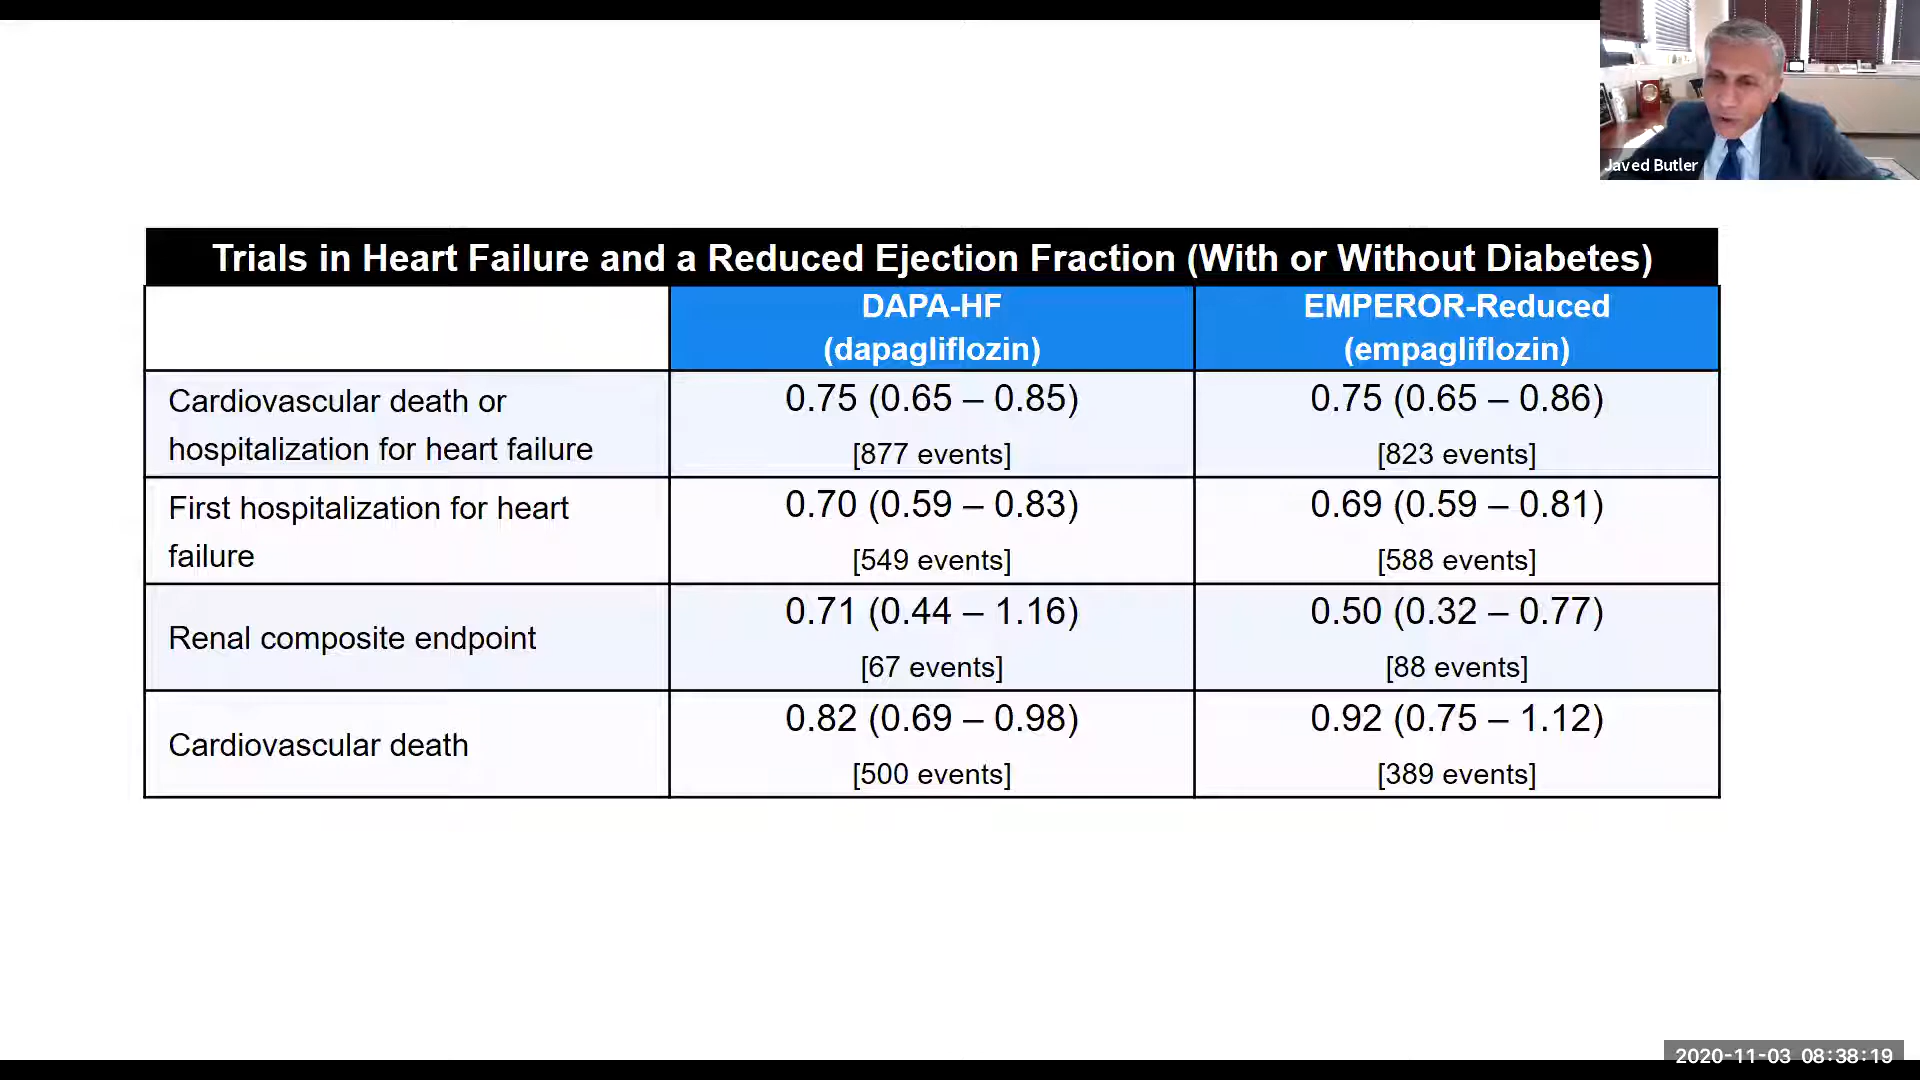 Javed Butler
Trials in Heart Failure and a Reduced Ejection Fraction (With or Without Diabetes)
DAPA-HF
(dapagliflozin)
EMPEROR-Reduced
(empagliflozin)
Cardiovascular death or
hospitalization for heart failure
0.75 (0.65 – 0.85)
[877 events]
0.75 (0.65 – 0.86)
[823 events]
First hospitalization for heart
failure
0.70 (0.59 – 0.83)
[549 events]
0.69 (0.59 – 0.81)
[588 events]
Renal composite endpoint
0.71 (0.44 – 1.16)
[67 events]
0.50 (0.32 – 0.77)
[88 events]
Cardiovascular death
0.82 (0.69 – 0.98)
[500 events]
0.92 (0.75 – 1.12)
[389 events]
2020-11-03 08:38:19